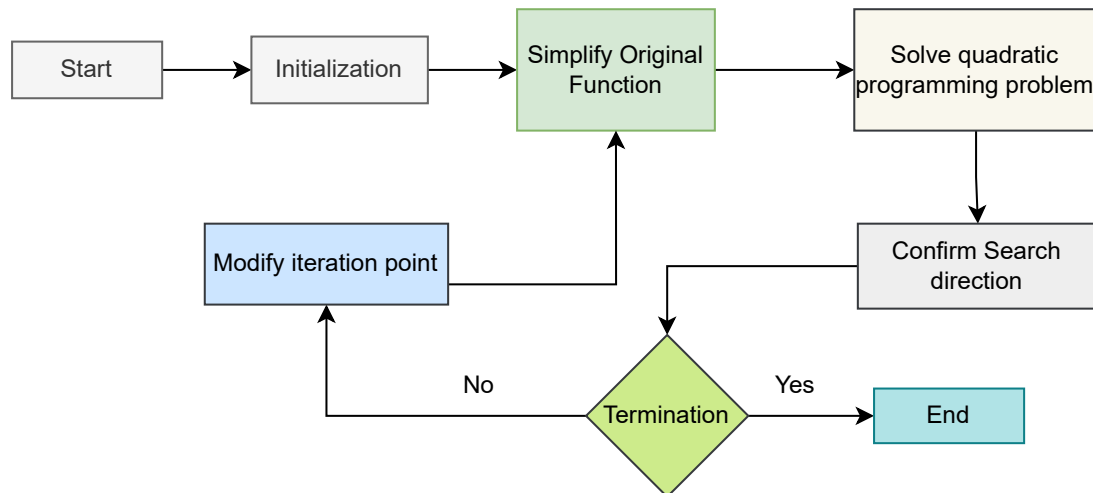 Start
Initialization
Simplify Original
Function
Solve quadratic
programming problem
Modify iteration point
Confirm Search
direction
No
Termination
Yes
End